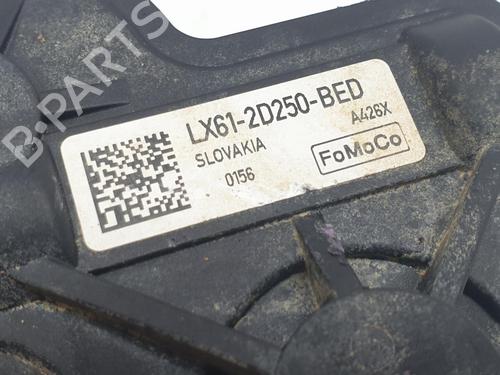 B-PARTS
LX61-2D250-BED
SLOVAKIA
A426X
0156
FoMoCo